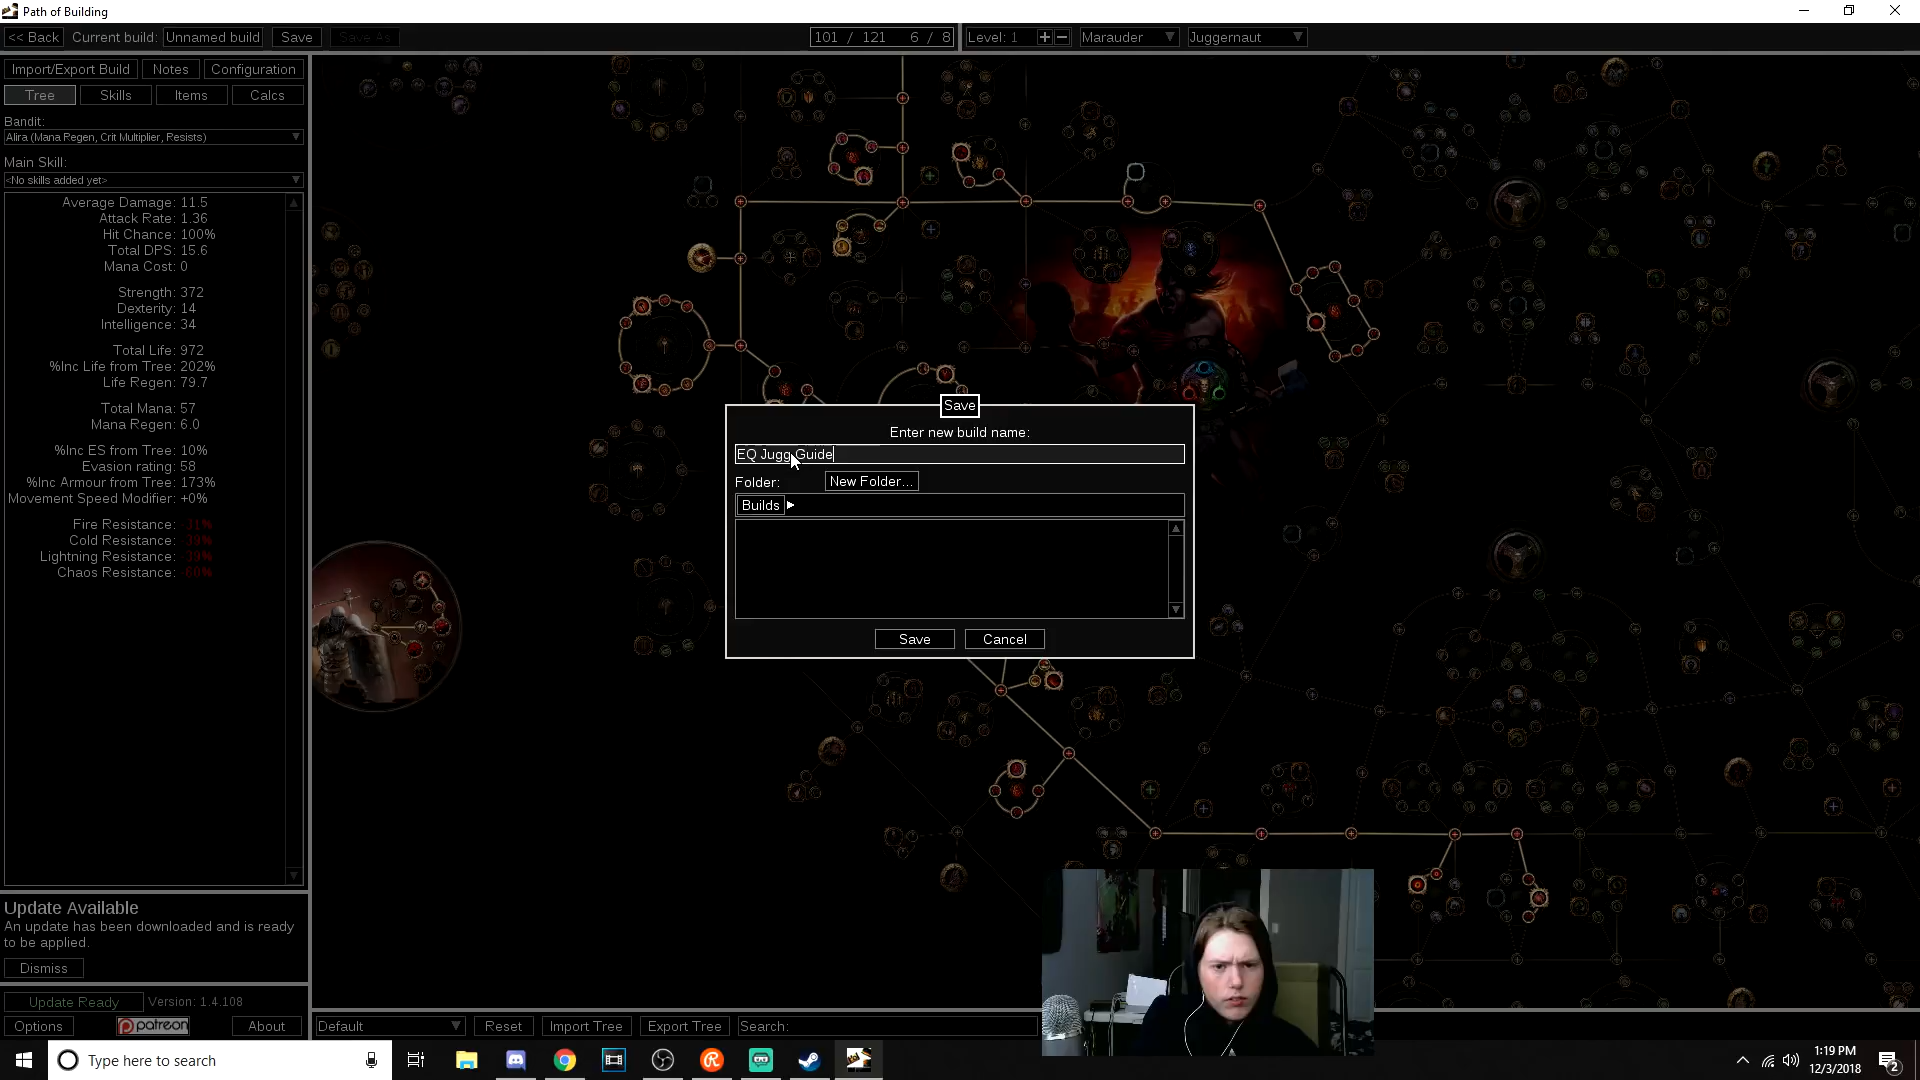 Path of Building
<< Back Current build: Unnamed build Save Save As 101 / 121 6 / 8 Level: 1 + − Marauder Juggernaut
Import/Export Build Notes Configuration
Tree Skills Items Calcs
Bandit:
Alira (Mana Regen, Crit Multiplier, Resists)
Main Skill:
<No skills added yet>
Average Damage: 11.5
Attack Rate: 1.36
Hit Chance: 100%
Total DPS: 15.6
Mana Cost: 0
Strength: 372
Dexterity: 14
Intelligence: 34
Total Life: 972
%Inc Life from Tree: 202%
Life Regen: 79.7
Total Mana: 57
Mana Regen: 6.0
%Inc ES from Tree: 10%
Evasion rating: 58
%Inc Armour from Tree: 173%
Movement Speed Modifier: +0%
Fire Resistance: -31%
Cold Resistance: -39%
Lightning Resistance: -39%
Chaos Resistance: -60%
Save
Enter new build name:
EQ Jugg Guide
Folder: New Folder...
Builds
Save Cancel
Update Available
An update has been downloaded and is ready
to be applied.
Dismiss
Update Ready Version: 1.4.108
Options patreon About
Default Reset Import Tree Export Tree Search:
Type here to search
1:19 PM
12/3/2018
2